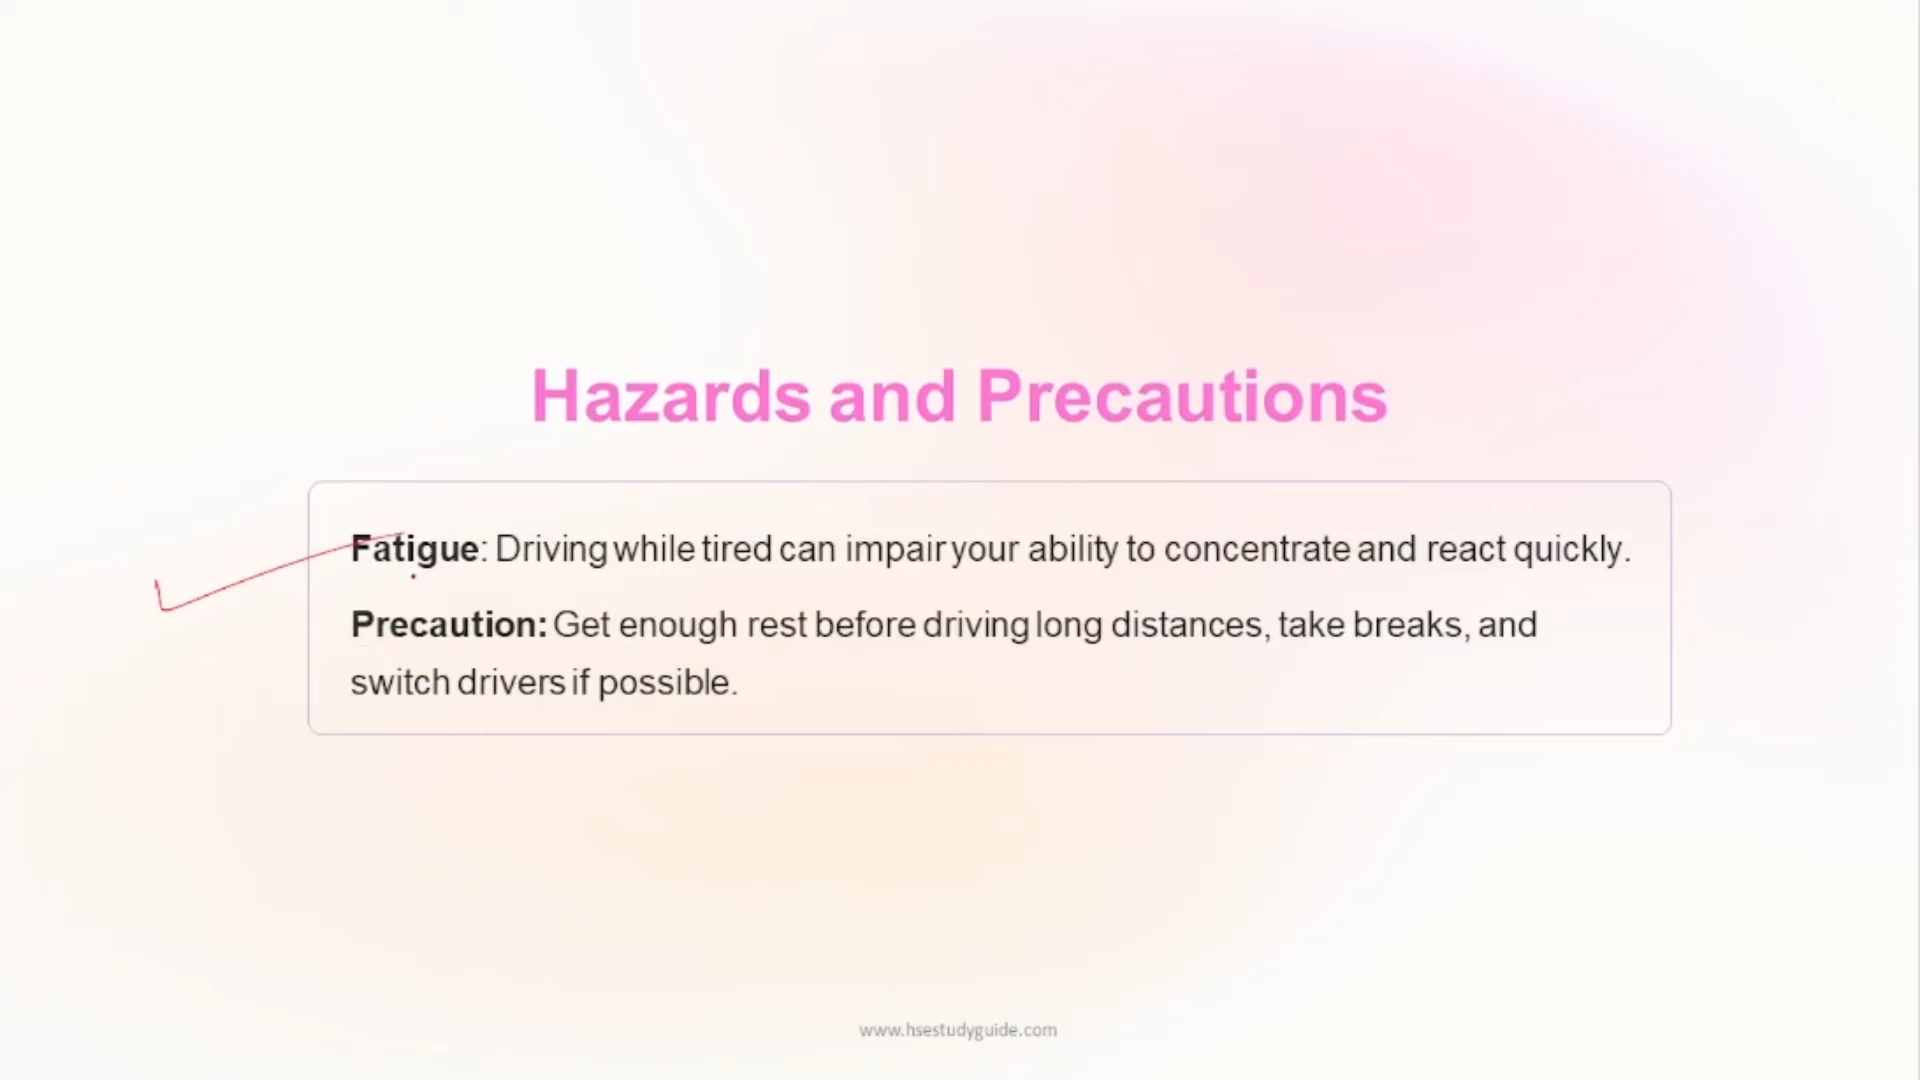 Hazards and Precautions
Fatigue: Driving while tired can impair your ability to concentrate and react quickly.
Precaution: Get enough rest before driving long distances, take breaks, and
switch drivers if possible.
www.hsestudyguide.com